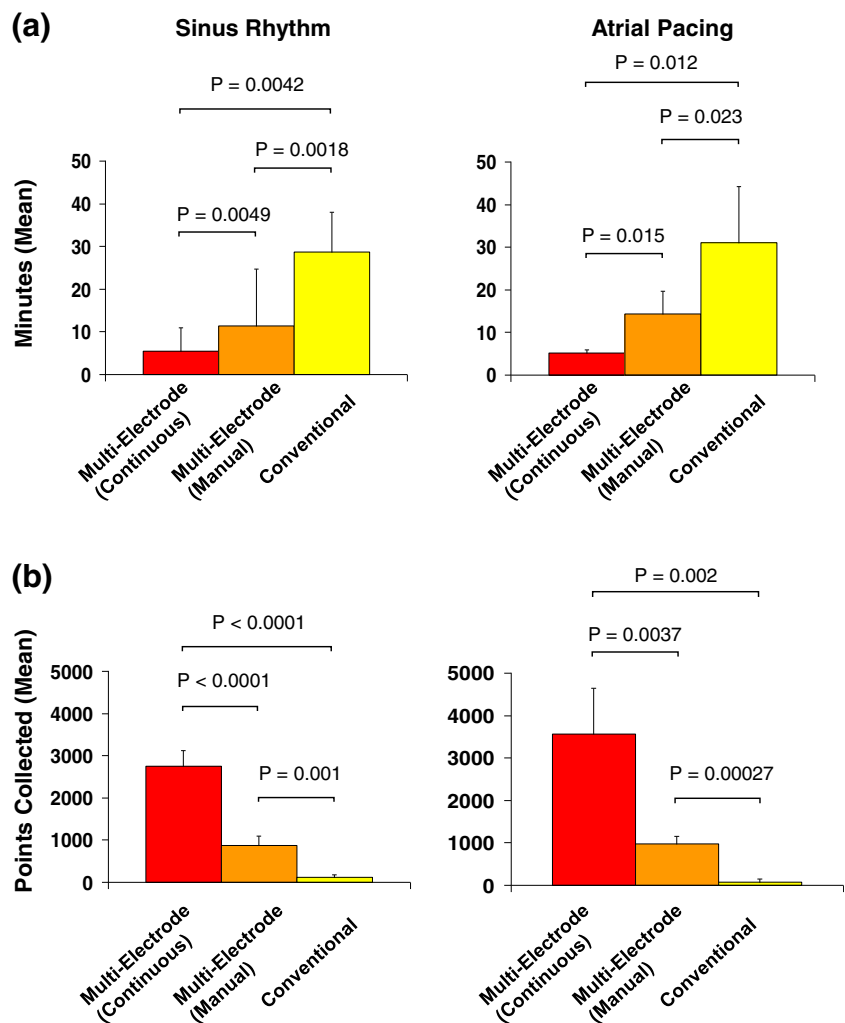 (a)
Sinus Rhythm
Atrial Pacing
P = 0.0042
P = 0.0018
P = 0.0049
Minutes (Mean)
50
40
30
20
10
0
Multi-Electrode
(Continuous)
Multi-Electrode
(Manual)
Conventional
P = 0.012
P = 0.023
P = 0.015
50
40
30
20
10
0
Multi-Electrode
(Continuous)
Multi-Electrode
(Manual)
Conventional
(b)
P < 0.0001
P < 0.0001
P = 0.001
Points Collected (Mean)
5000
4000
3000
2000
1000
0
Multi-Electrode
(Continuous)
Multi-Electrode
(Manual)
Conventional
P = 0.002
P = 0.0037
P = 0.00027
5000
4000
3000
2000
1000
0
Multi-Electrode
(Continuous)
Multi-Electrode
(Manual)
Conventional